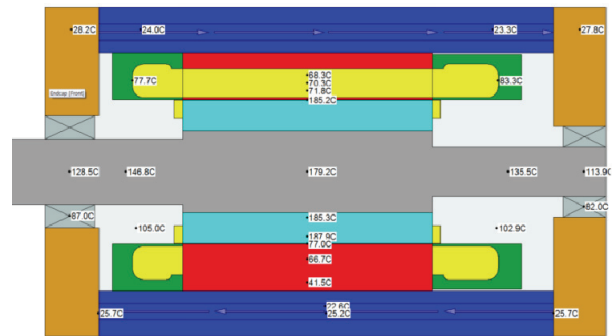 28.2C 24.0C 23.3C 27.8C
77.7C 68.3C 83.3C
70.3C
71.8C
Endcap [Front] 185.2C
128.5C 146.8C 179.2C 135.5C 113.9C
87.0C 185.3C 82.0C
105.0C 187.9C 102.9C
77.0C
66.7C
41.5C
22.6C
25.7C 25.2C 25.7C